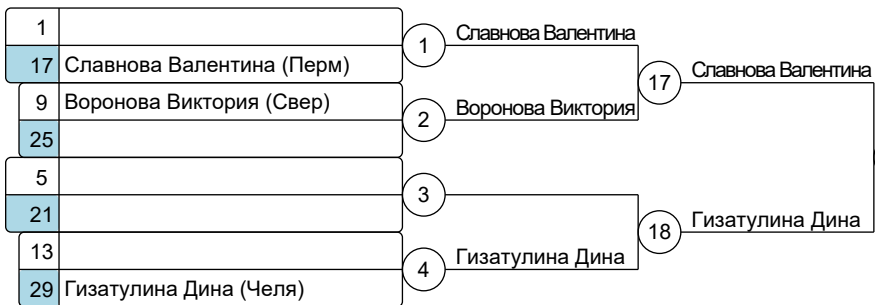 1
17 Славнова Валентина (Перм)
9 Воронова Виктория (Свер)
25
5
21
13
29 Гизатулина Дина (Челя)
1 Славнова Валентина
2 Воронова Виктория
3
4 Гизатулина Дина
17 Славнова Валентина
18 Гизатулина Дина